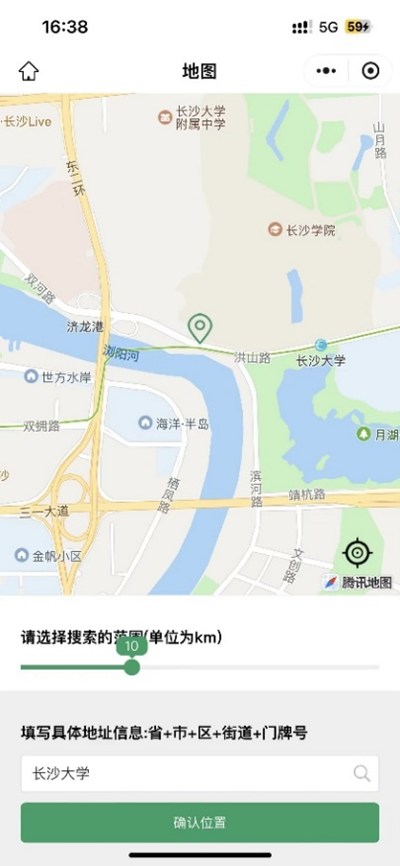 16:38
5G
59
地图
·长沙Live
长沙大学
附属中学
山月路
东二环
长沙学院
双河路
济龙港
浏阳河
洪山路
长沙大学
世方水岸
海洋·半岛
双拥路
月湖
沙
栖凤路
滨河路
靖杭路
三一大道
文创路
金帆小区
腾讯地图
请选择搜索的范围(单位为km)
10
填写具体地址信息:省+市+区+街道+门牌号
长沙大学
确认位置